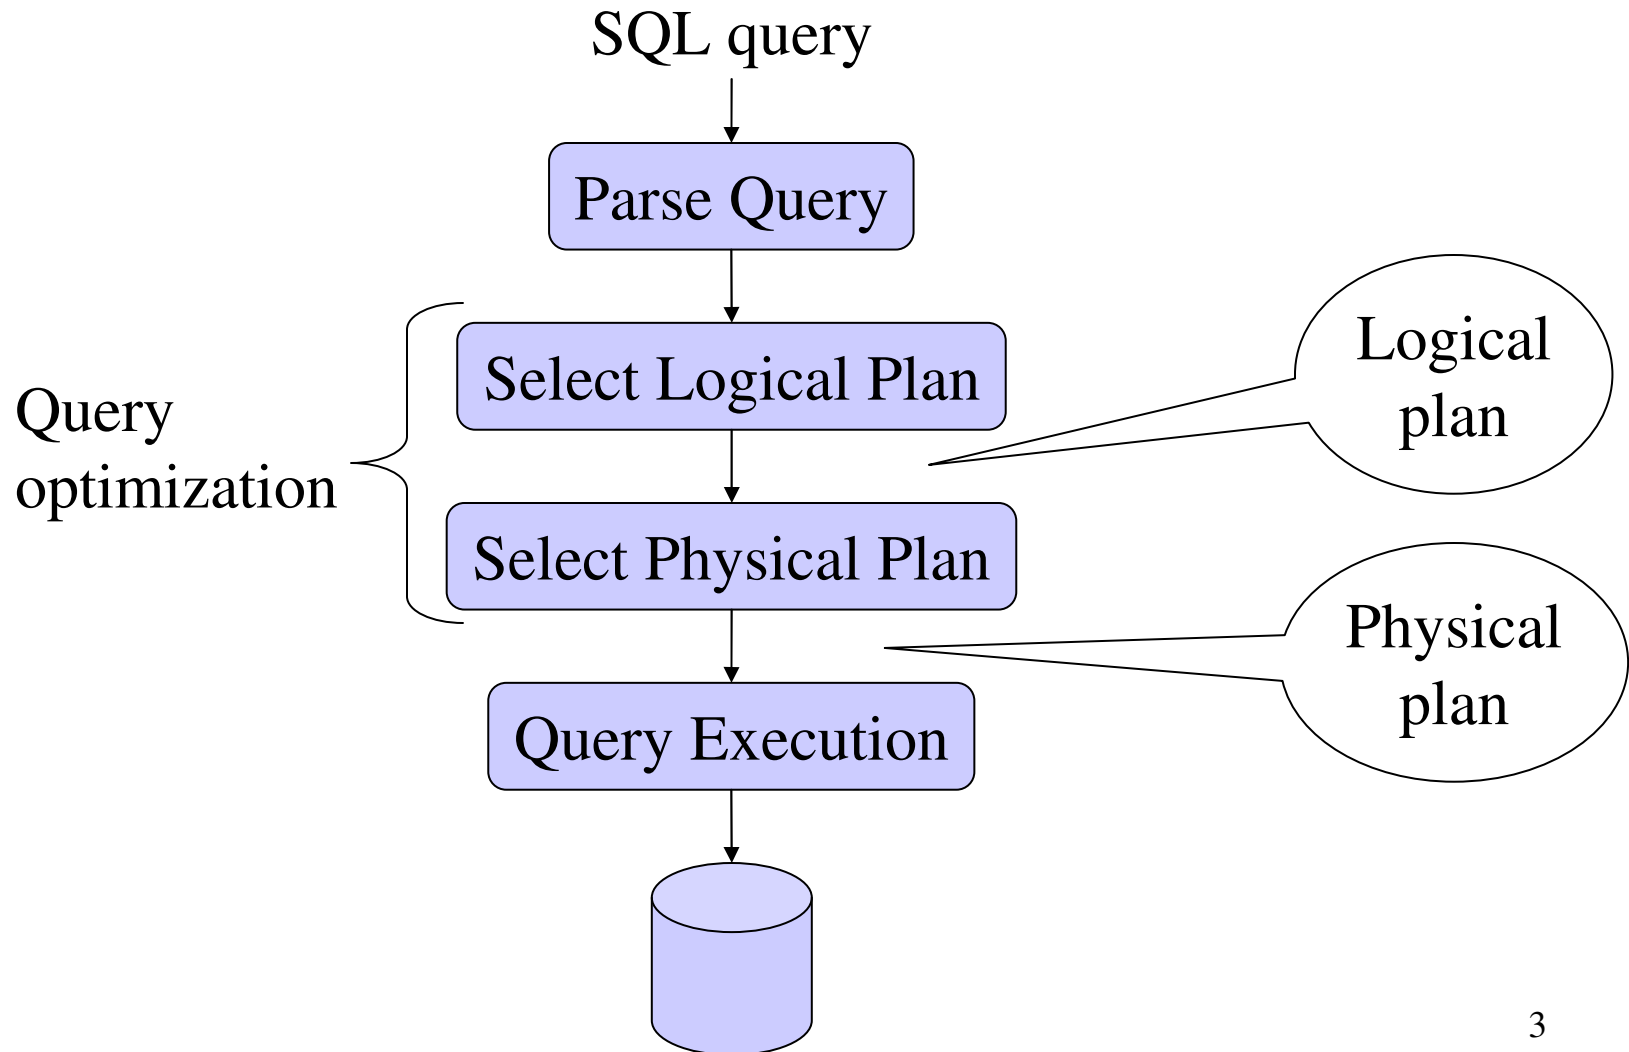 SQL query
Parse Query
Select Logical Plan
Query
optimization
Select Physical Plan
Query Execution
Logical
plan
Physical
plan
3